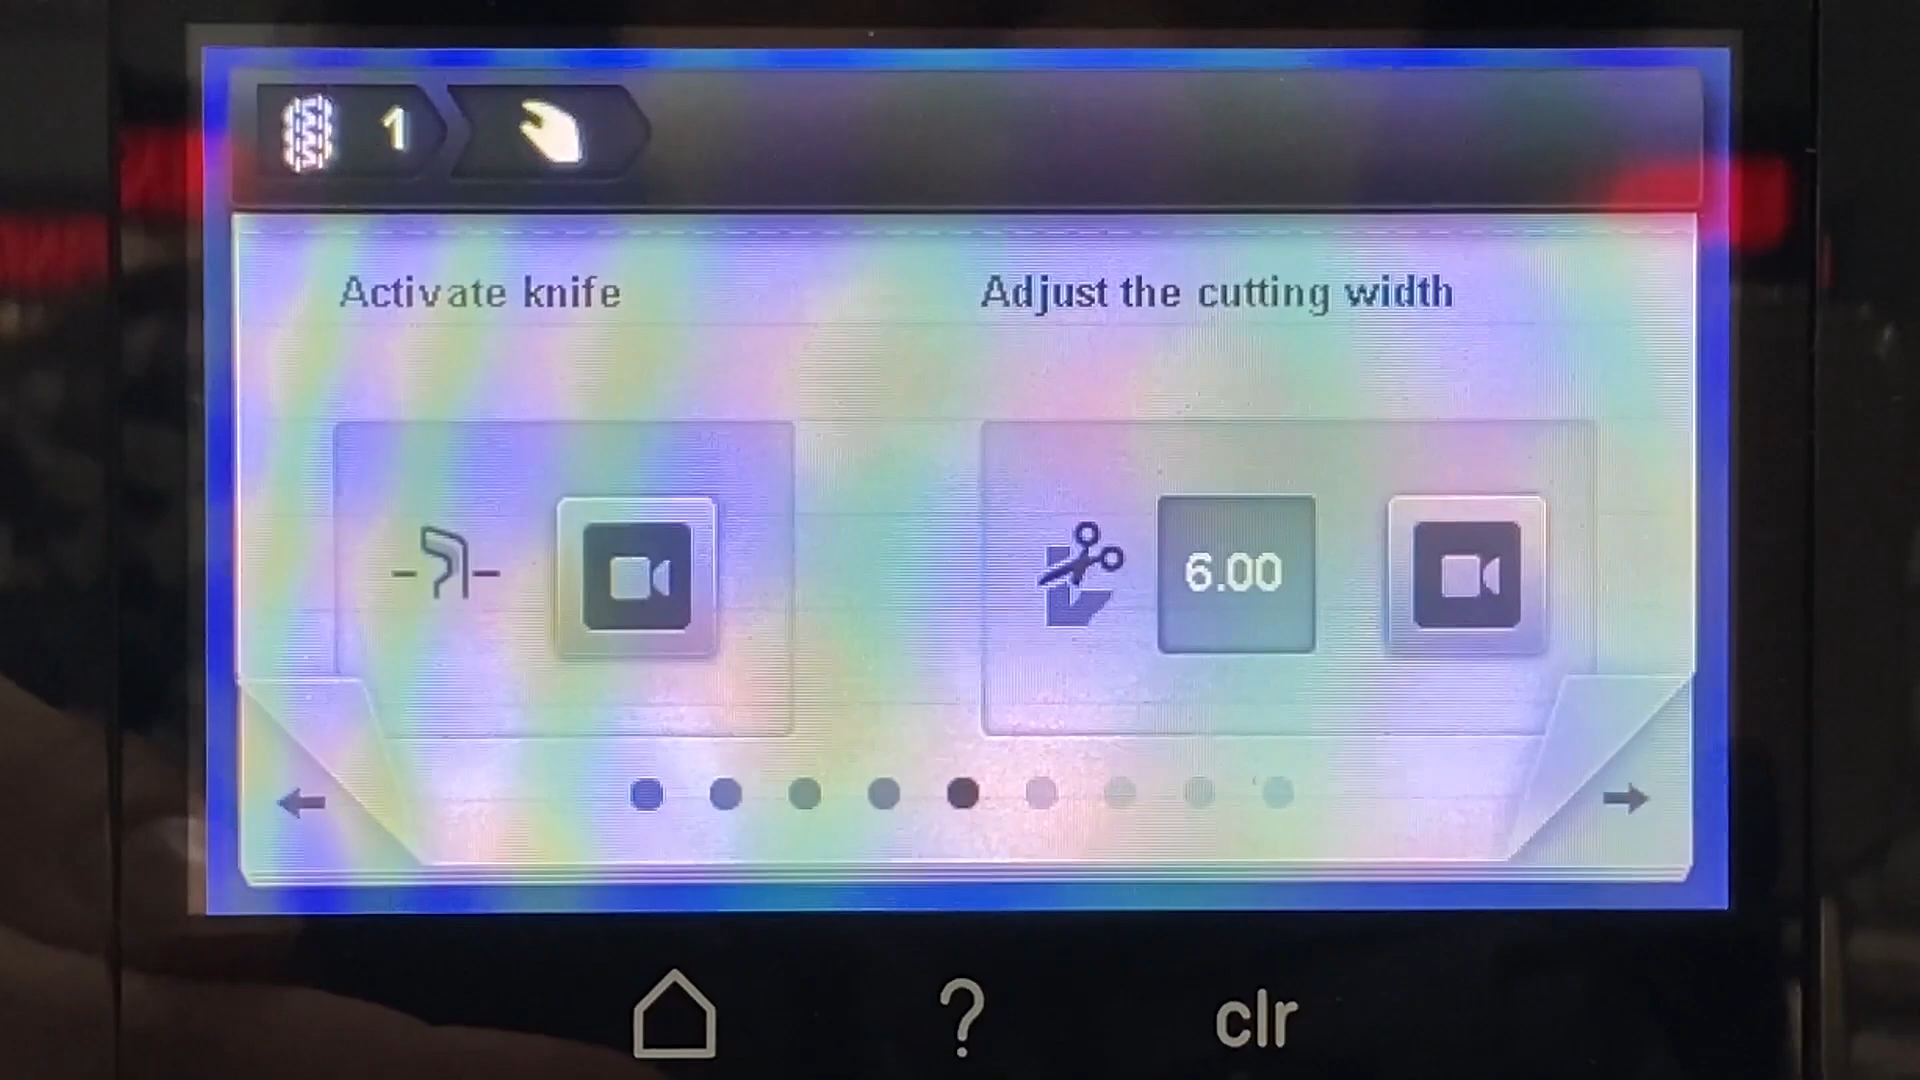 1
Activate knife
Adjust the cutting width
6.00
?
clr